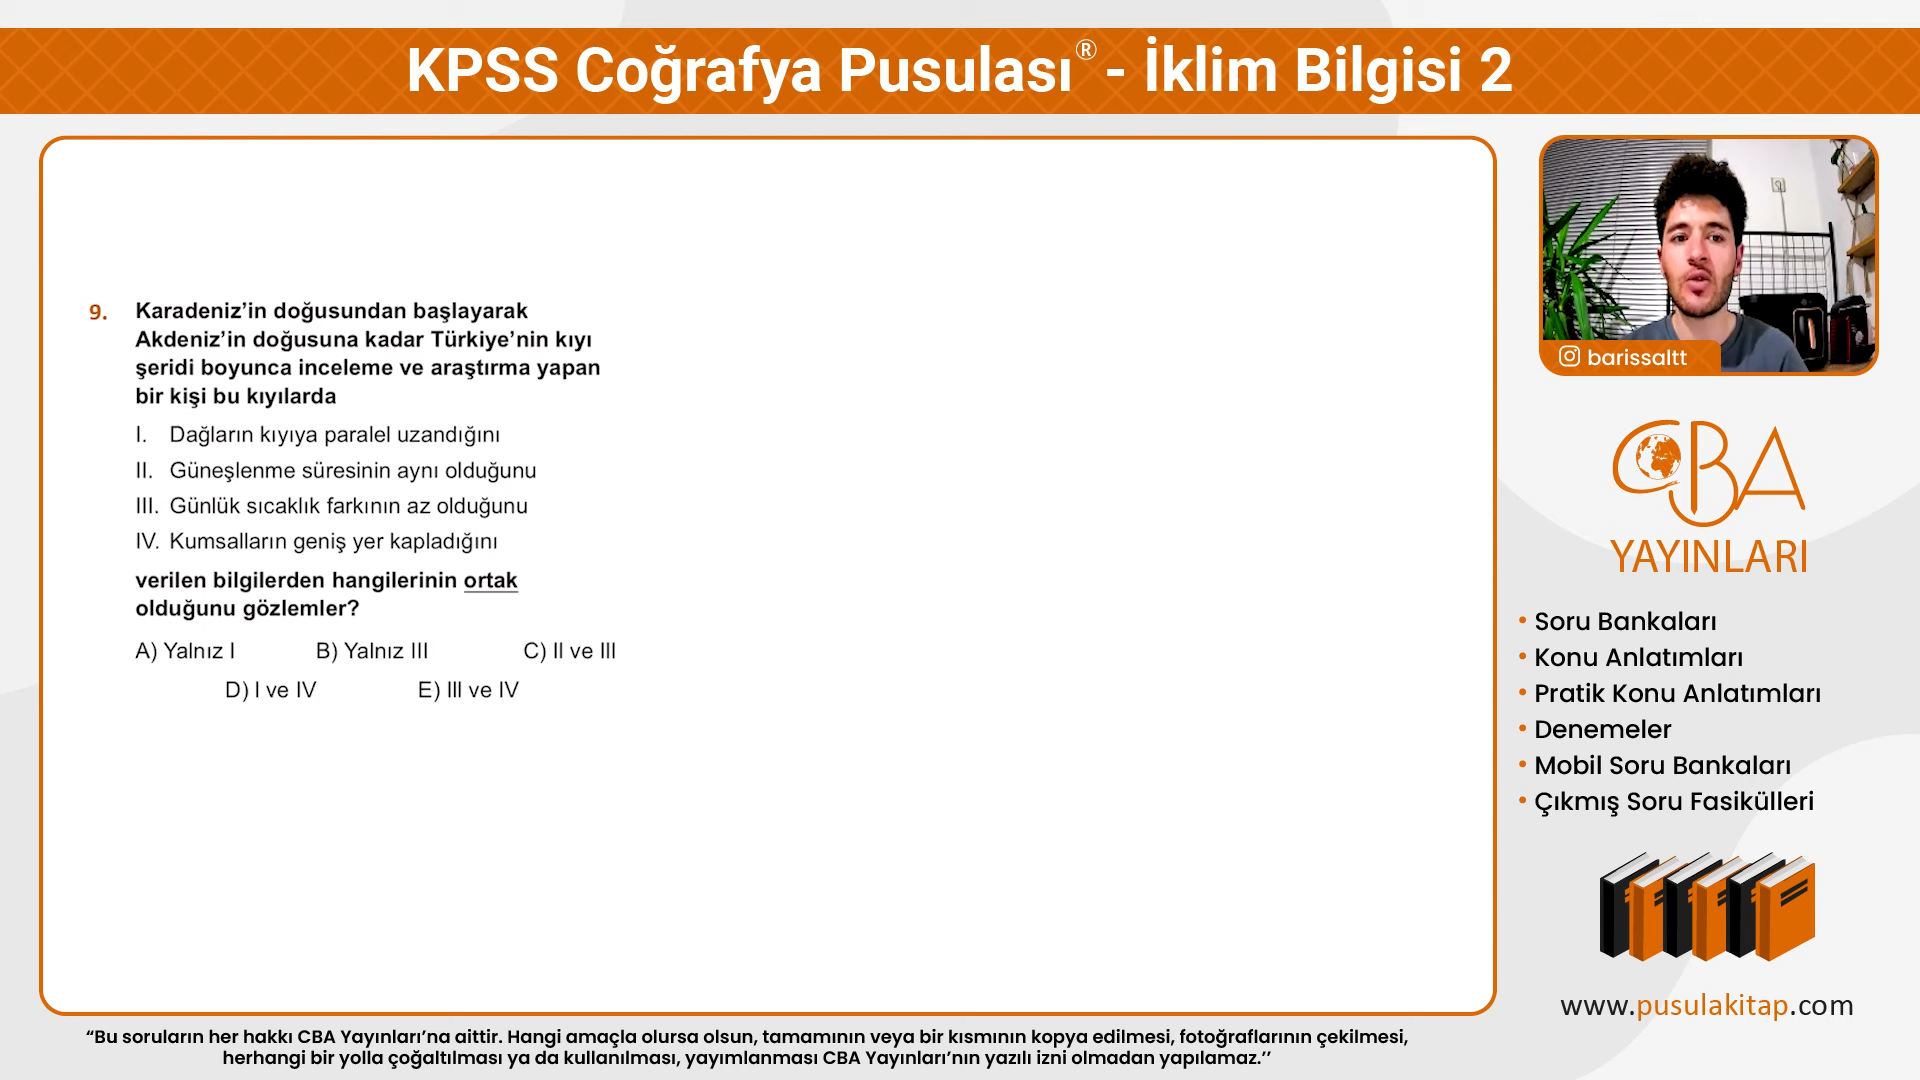 KPSS Coğrafya Pusulası® - İklim Bilgisi 2
9. Karadeniz’in doğusundan başlayarak
Akdeniz’in doğusuna kadar Türkiye’nin kıyı
şeridi boyunca inceleme ve araştırma yapan
bir kişi bu kıyılarda
I. Dağların kıyıya paralel uzandığını
II. Güneşlenme süresinin aynı olduğunu
III. Günlük sıcaklık farkının az olduğunu
IV. Kumsalların geniş yer kapladığını
verilen bilgilerden hangilerinin ortak
olduğunu gözlemler?
A) Yalnız I B) Yalnız III C) II ve III
D) I ve IV E) III ve IV
barissaltt
CBA
YAYINLARI
• Soru Bankaları
• Konu Anlatımları
• Pratik Konu Anlatımları
• Denemeler
• Mobil Soru Bankaları
• Çıkmış Soru Fasikülleri
www.pusulakitap.com
“Bu soruların her hakkı CBA Yayınları’na aittir. Hangi amaçla olursa olsun, tamamının veya bir kısmının kopya edilmesi, fotoğraflarının çekilmesi,
herhangi bir yolla çoğaltılması ya da kullanılması, yayımlanması CBA Yayınları’nın yazılı izni olmadan yapılamaz.’’